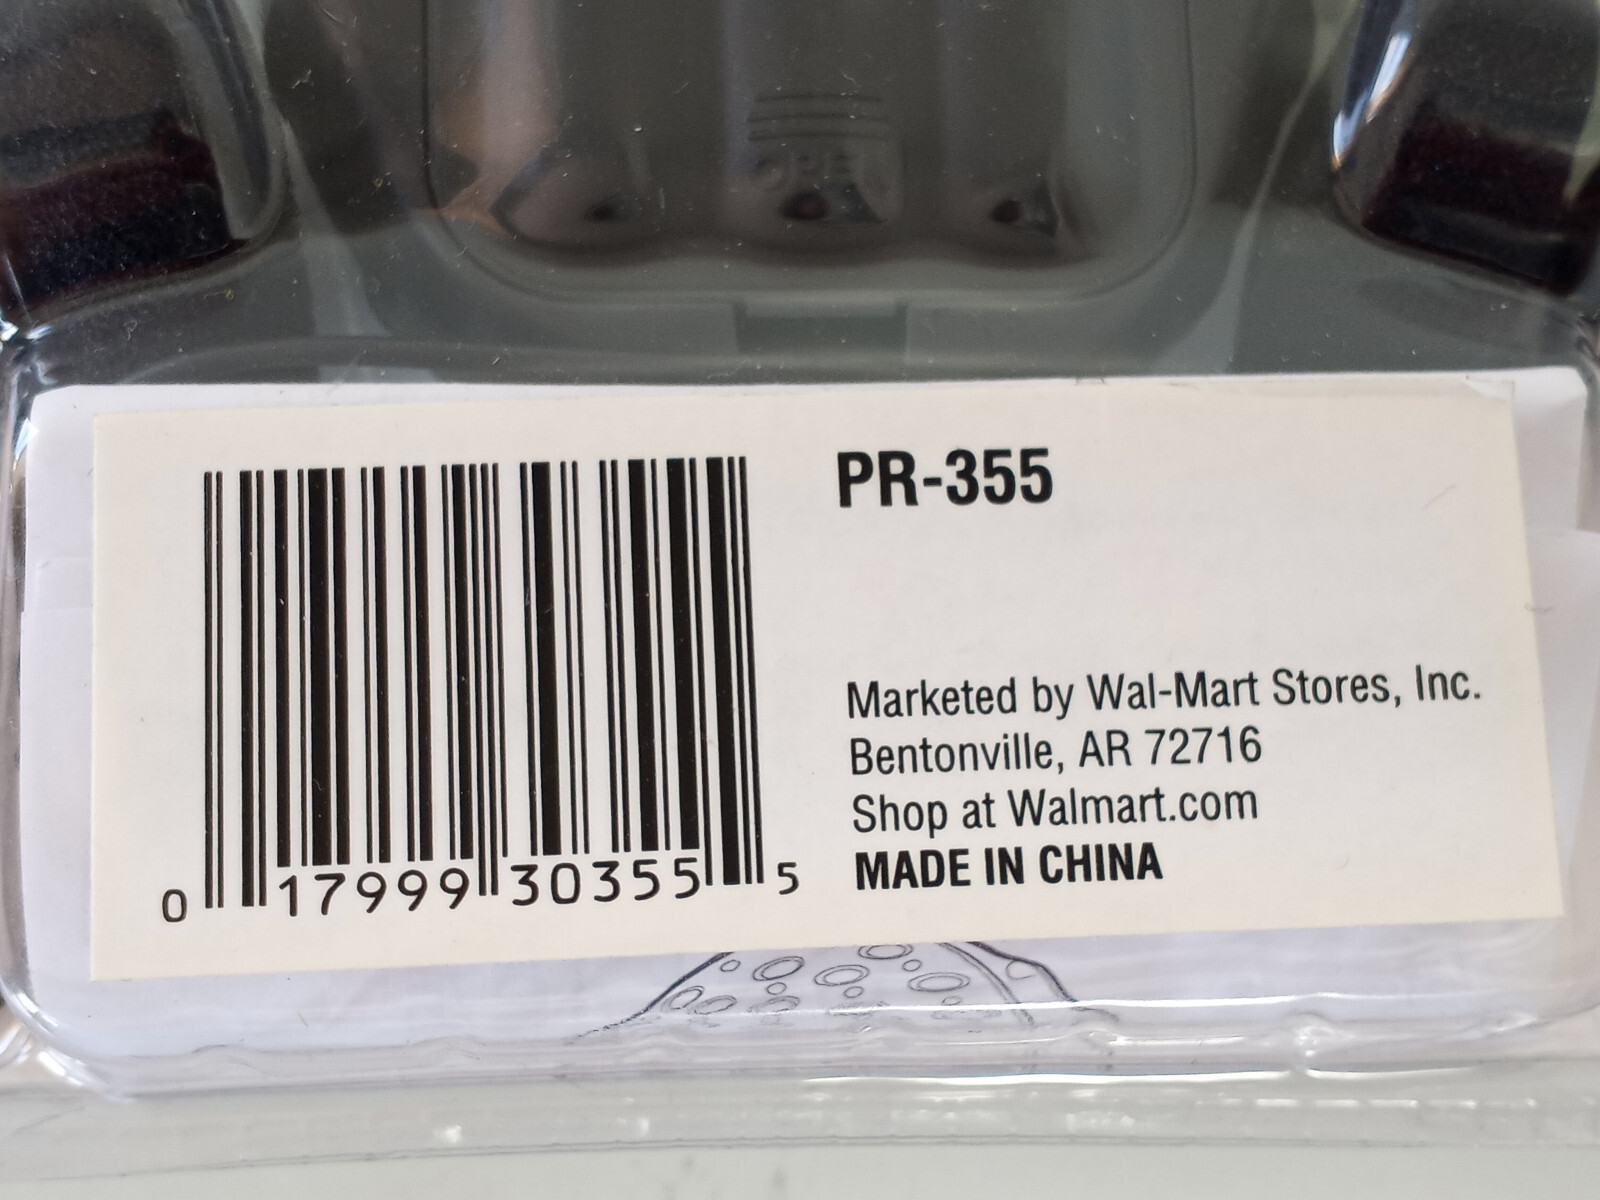 OPEN
PR-355
Marketed by Wal-Mart Stores, Inc.
Bentonville, AR 72716
Shop at Walmart.com
MADE IN CHINA
0 17999 30355 5